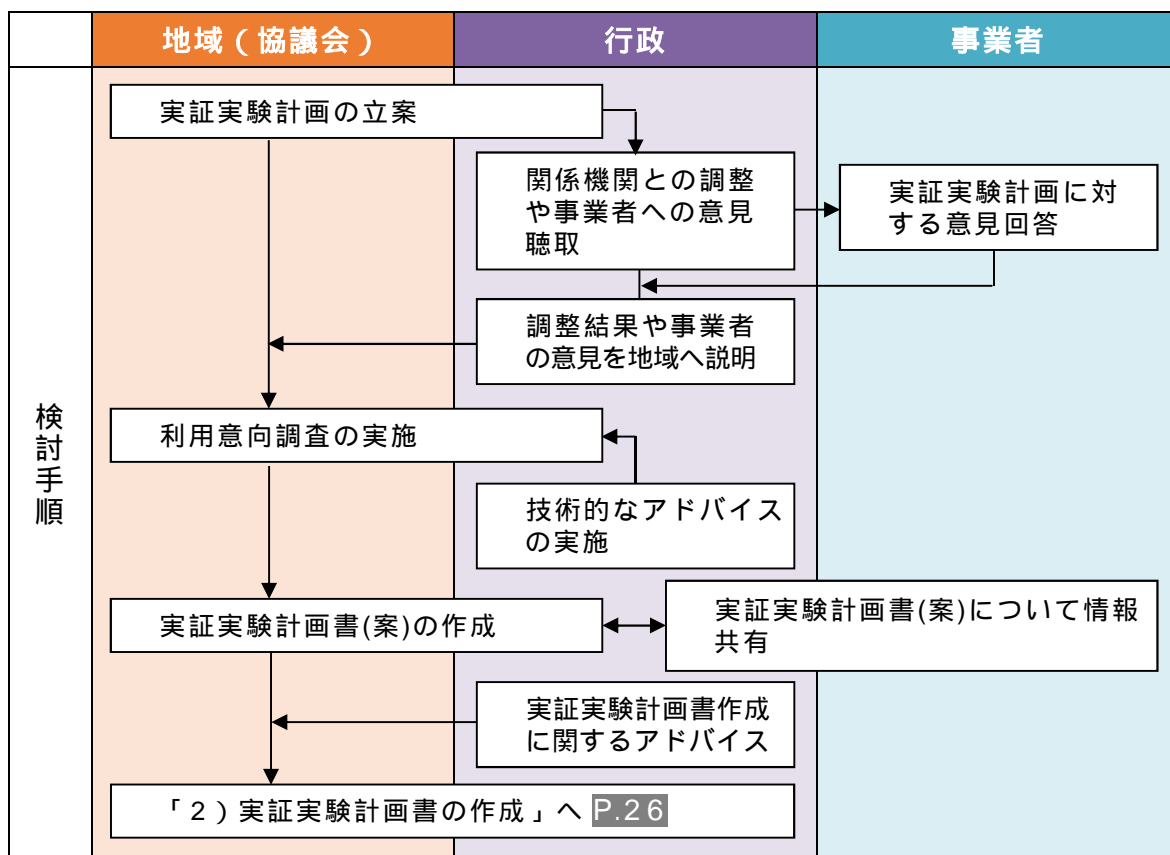 地域（協議会）
行政
事業者
検討手順
実証実験計画の立案
関係機関との調整
や事業者への意見
聴取
実証実験計画に対
する意見回答
調整結果や事業者
の意見を地域へ説明
利用意向調査の実施
技術的なアドバイス
の実施
実証実験計画書(案)の作成
実証実験計画書(案)について情報
共有
実証実験計画書作成
に関するアドバイス
「２）実証実験計画書の作成」へ P.26